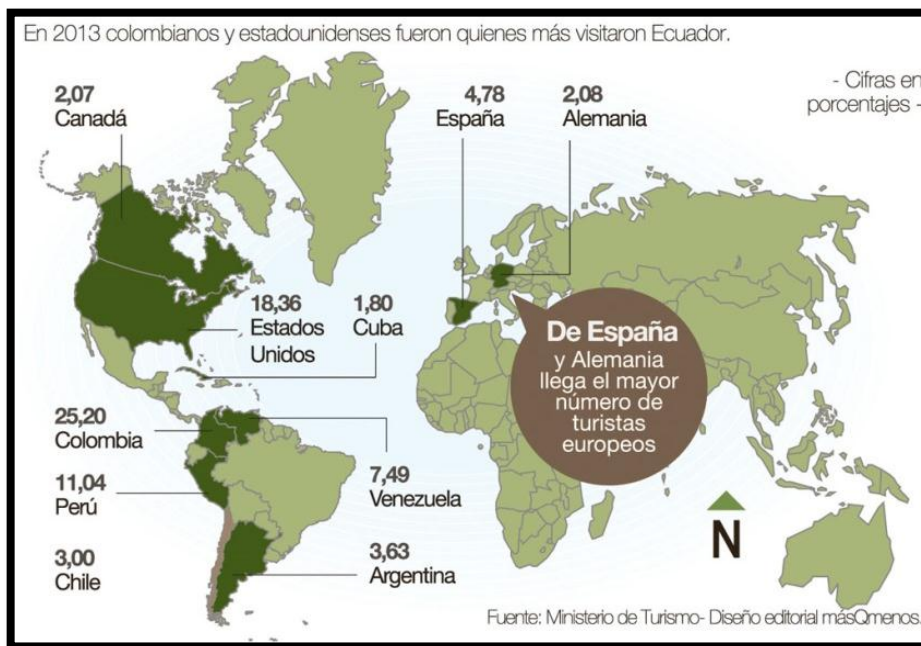 En 2013 colombianos y estadounidenses fueron quienes más visitaron Ecuador.
- Cifras en
porcentajes -
2,07
Canadá
4,78
España
2,08
Alemania
18,36
Estados
Unidos
1,80
Cuba
De España
y Alemania
llega el mayor
número de
turistas
europeos
25,20
Colombia
7,49
Venezuela
11,04
Perú
3,00
Chile
3,63
Argentina
N
Fuente: Ministerio de Turismo- Diseño editorial másQmenos.